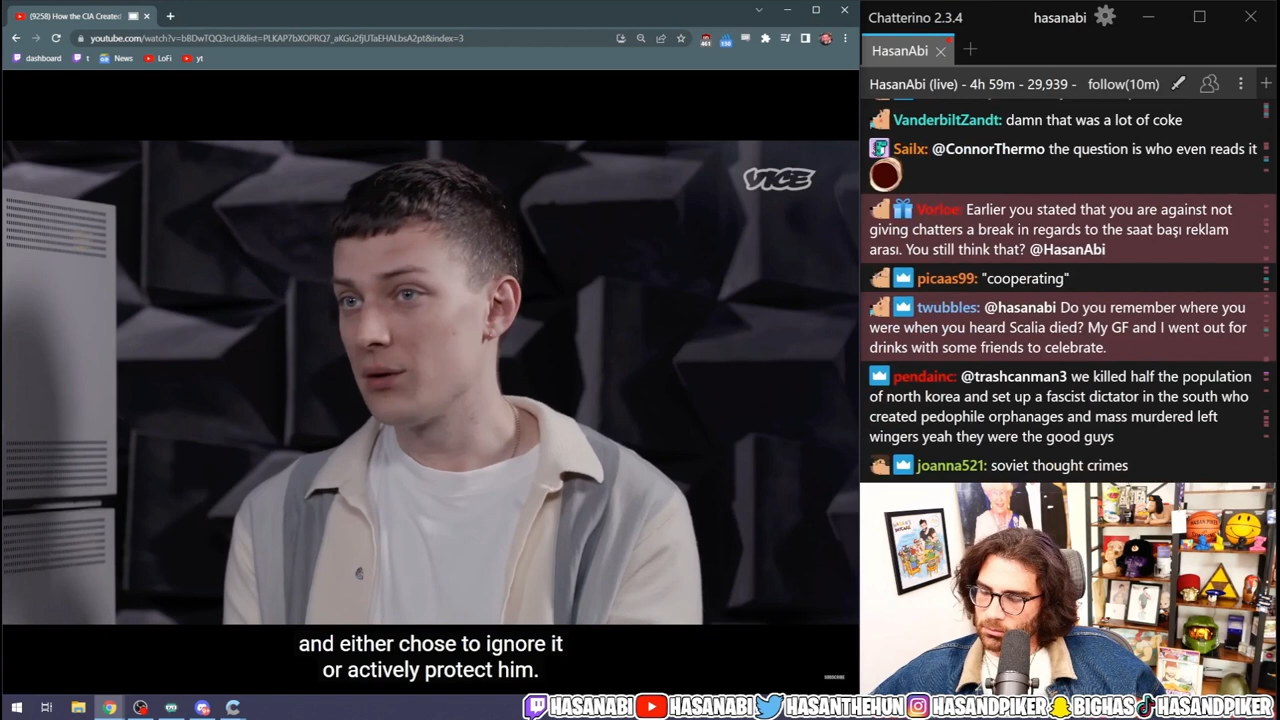 (9258) How the CIA Created
youtube.com/watch?v=bBDwTQQ3rcU&list=PLKAP7bXOPRQ7_aKGu2fjUTaEHALbsA2pt&index=3
dashboard
t
News
LoFi
yt
VICE
and either chose to ignore it
or actively protect him.
SUBSCRIBE
Chatterino 2.3.4
hasanabi
HasanAbi
HasanAbi (live) - 4h 59m - 29,939 -
follow(10m)
VanderbiltZandt: damn that was a lot of coke
Sailx: @ConnorThermo the question is who even reads it
Vorloe: Earlier you stated that you are against not
giving chatters a break in regards to the saat başı reklam
arası. You still think that? @HasanAbi
picaas99: "cooperating"
twubbles: @hasanabi Do you remember where you
were when you heard Scalia died? My GF and I went out for
drinks with some friends to celebrate.
pendainc: @trashcanman3 we killed half the population
of north korea and set up a fascist dictator in the south who
created pedophile orphanages and mass murdered left
wingers yeah they were the good guys
joanna521: soviet thought crimes
HASANABI
HASANABI
HASANTHEHUN
HASANDPIKER
BIGHAS
HASANDPIKER